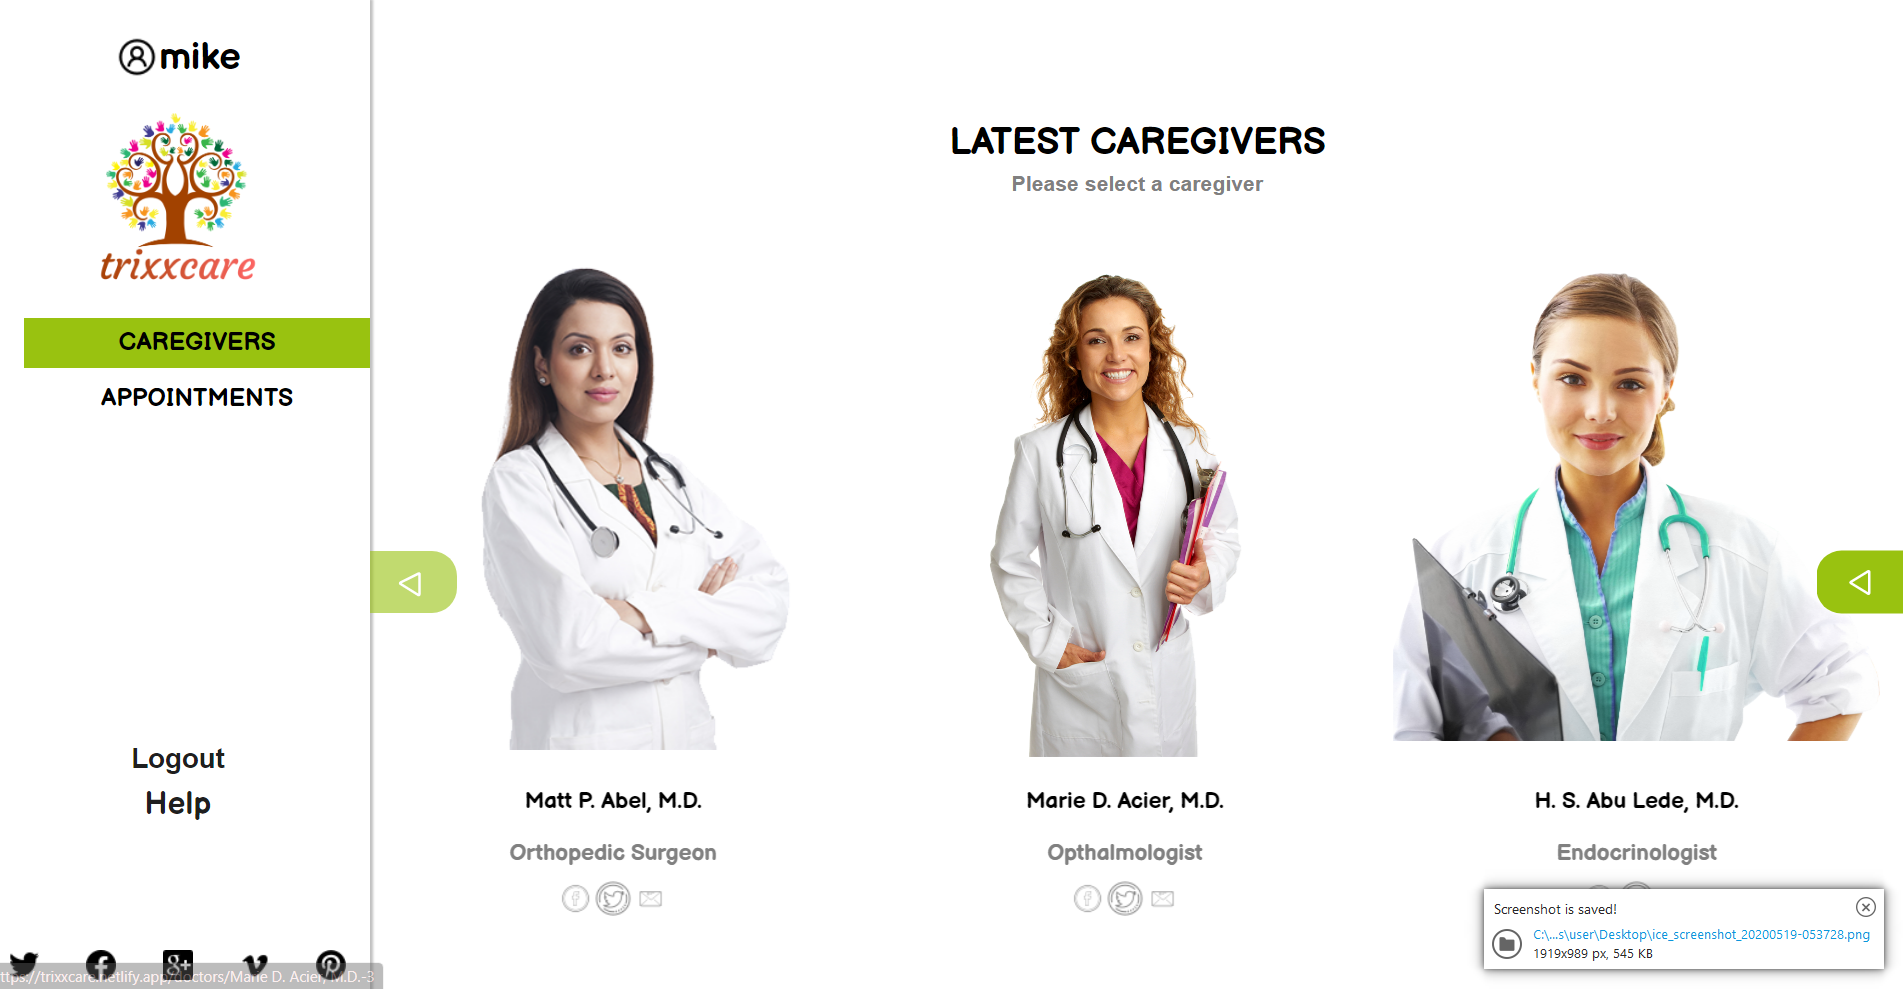 mike
trixxcare
CAREGIVERS
APPOINTMENTS
Logout
Help
LATEST CAREGIVERS
Please select a caregiver
Matt P. Abel, M.D.
Orthopedic Surgeon
Marie D. Acier, M.D.
Opthalmologist
H. S. Abu Lede, M.D.
Endocrinologist
Screenshot is saved!
C:\...s\user\Desktop\ice_screenshot_20200519-053728.png
1919x989 px, 545 KB
ttps://trixxcare.netlify.app/doctors/Marie D. Acier, M.D.-3